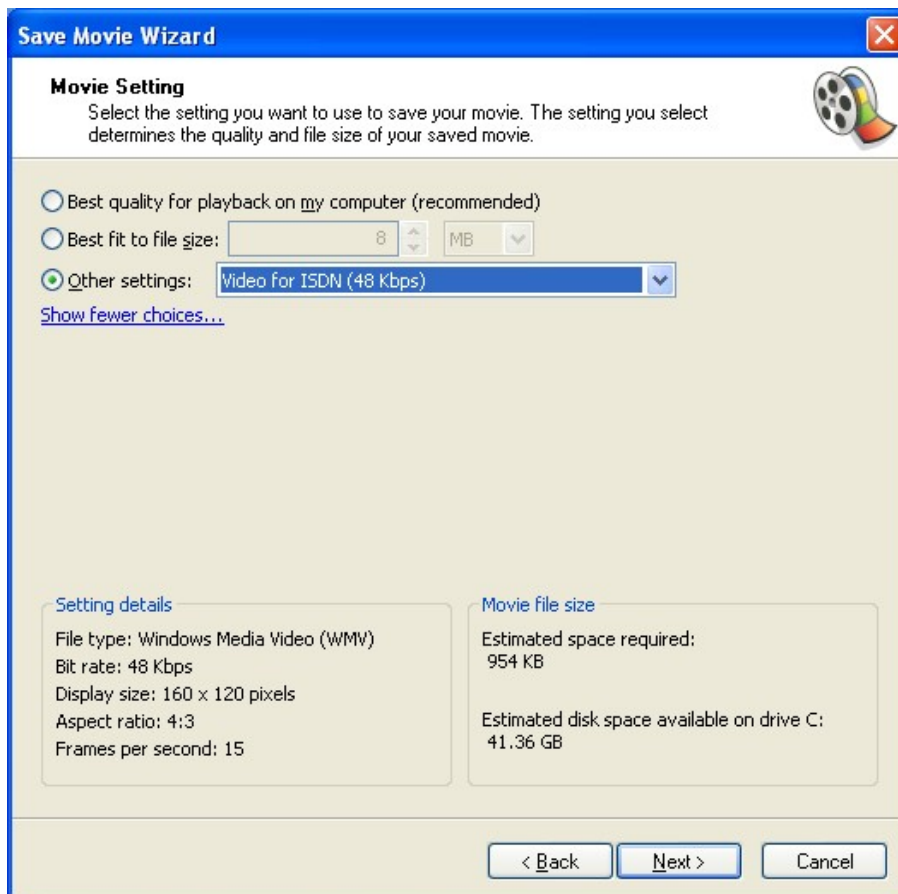 Save Movie Wizard
Movie Setting
Select the setting you want to use to save your movie. The setting you select
determines the quality and file size of your saved movie.
Best quality for playback on my computer (recommended)
Best fit to file size: 8 MB
Other settings: Video for ISDN (48 Kbps)
Show fewer choices...
Setting details
File type: Windows Media Video (WMV)
Bit rate: 48 Kbps
Display size: 160 x 120 pixels
Aspect ratio: 4:3
Frames per second: 15
Movie file size
Estimated space required:
954 KB
Estimated disk space available on drive C:
41.36 GB
< Back Next > Cancel